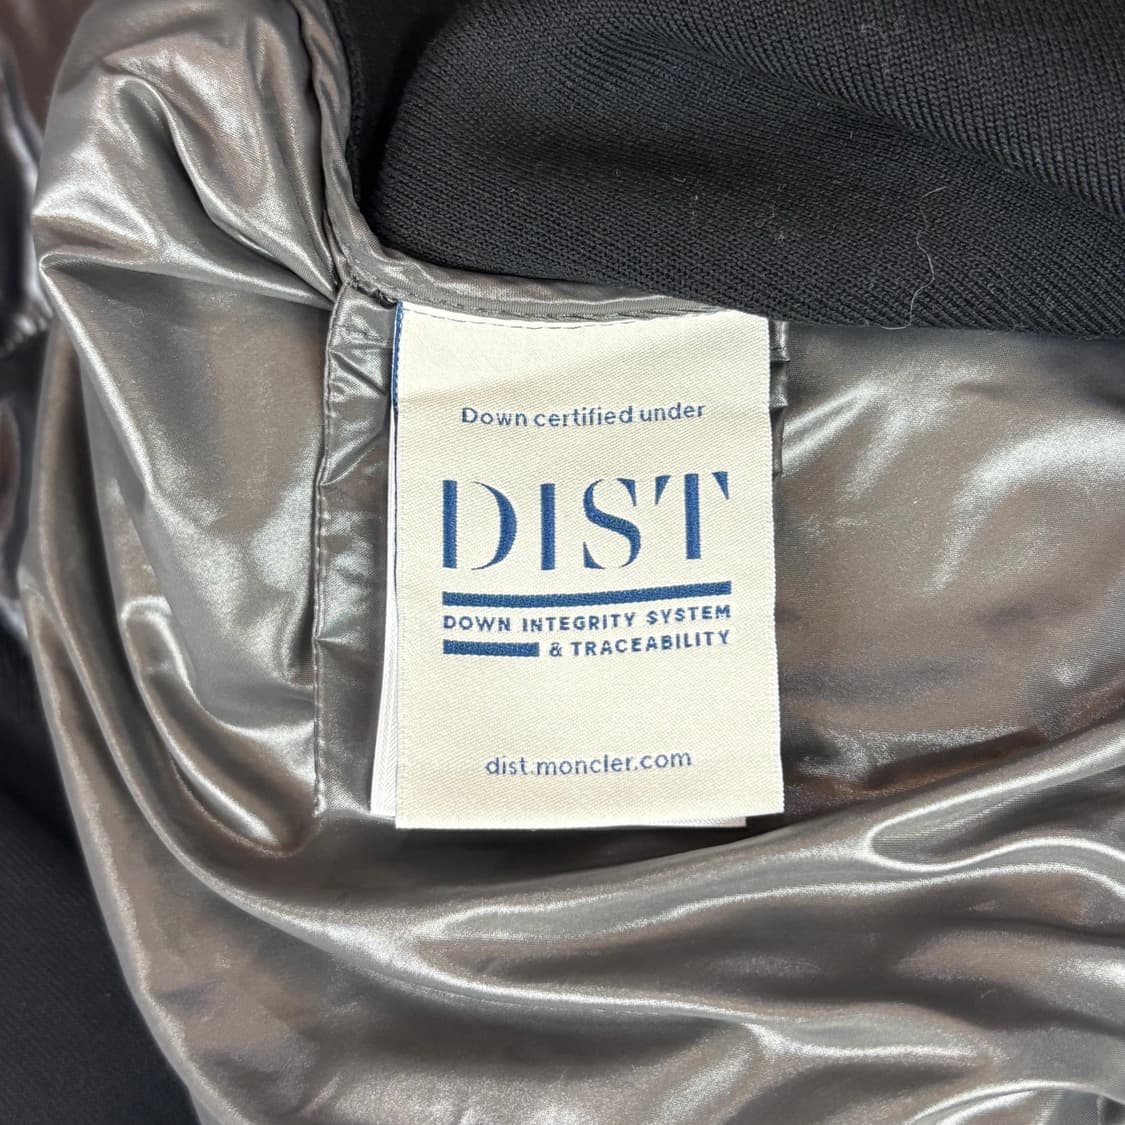 Down certified under
DIST
DOWN INTEGRITY SYSTEM
& TRACEABILITY
dist.moncler.com